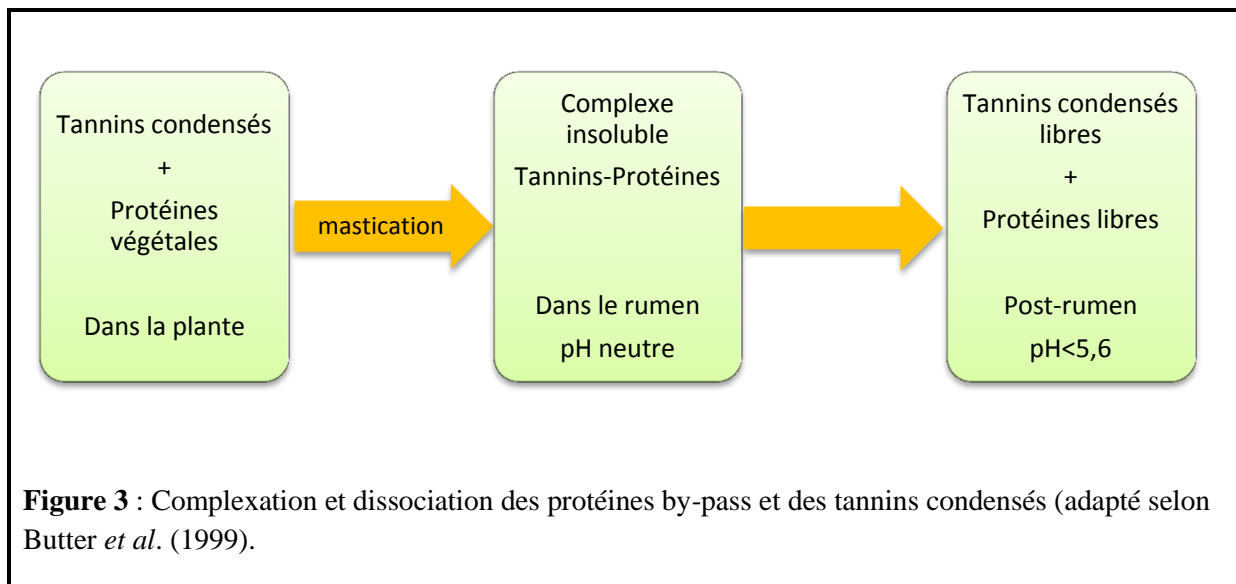 Tannins condensés
+
Protéines
végétales
Dans la plante
mastication
Complexe
insoluble
Tannins-Protéines
Dans le rumen
pH neutre
Tannins condensés
libres
+
Protéines libres
Post-rumen
pH<5,6
Figure 3 : Complexation et dissociation des protéines by-pass et des tannins condensés (adapté selon
Butter et al. (1999).